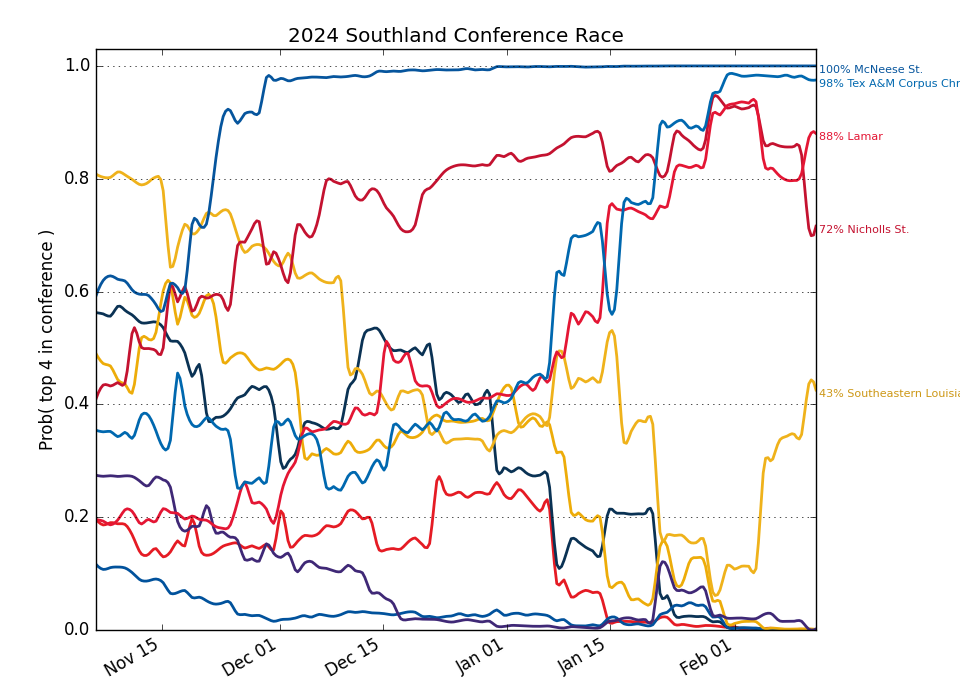 2024 Southland Conference Race
Prob( top 4 in conference )
1.0
0.8
0.6
0.4
0.2
0.0
Nov 15
Dec 01
Dec 15
Jan 01
Jan 15
Feb 01
100% McNeese St.
98% Tex A&M Corpus Chr
88% Lamar
72% Nicholls St.
43% Southeastern Louisia